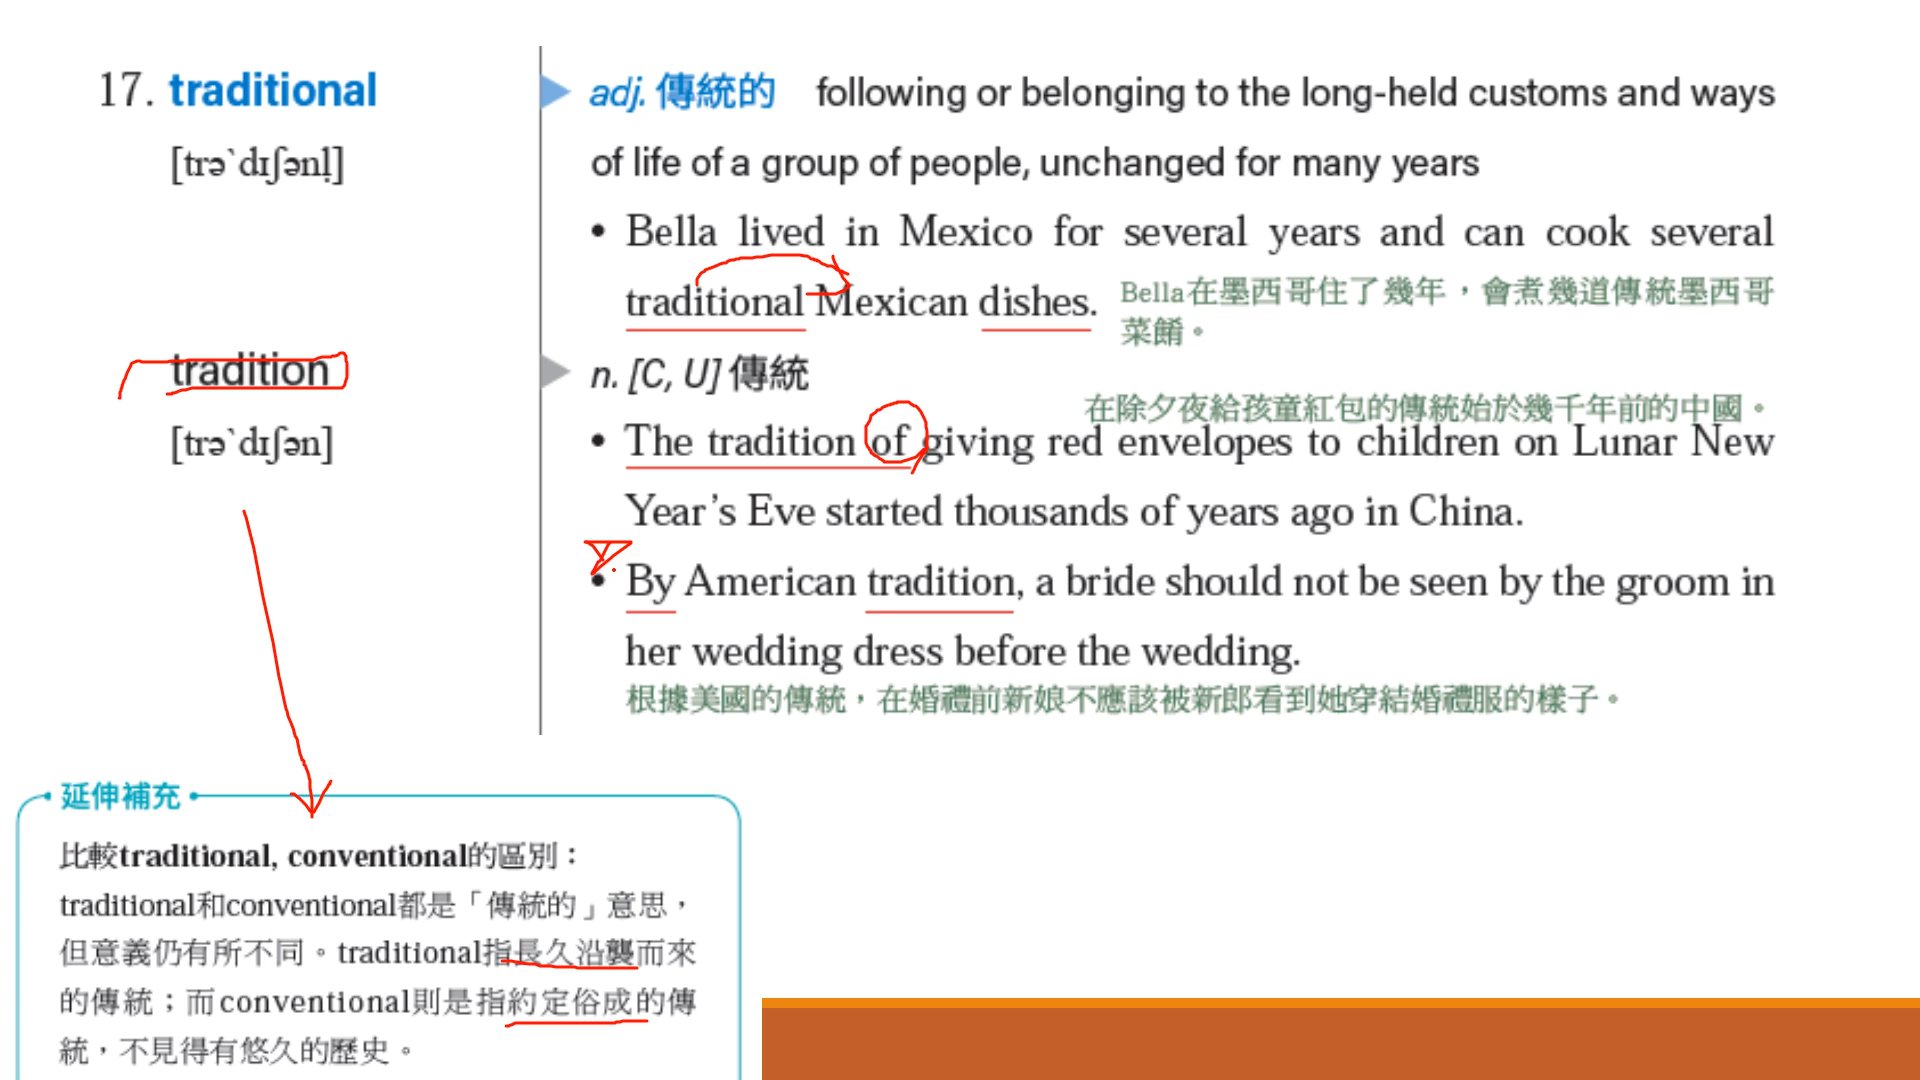 17. traditional
[trəˋdɪʃənḷ]
adj. 傳統的 following or belonging to the long-held customs and ways
of life of a group of people, unchanged for many years
• Bella lived in Mexico for several years and can cook several
traditional Mexican dishes.
Bella在墨西哥住了幾年，會煮幾道傳統墨西哥
菜餚。
tradition
[trəˋdɪʃən]
n. [C, U] 傳統
在除夕夜給孩童紅包的傳統始於幾千年前的中國。
• The tradition of giving red envelopes to children on Lunar New
Year’s Eve started thousands of years ago in China.
• By American tradition, a bride should not be seen by the groom in
her wedding dress before the wedding.
根據美國的傳統，在婚禮前新娘不應該被新郎看到她穿結婚禮服的樣子。
延伸補充
比較traditional, conventional的區別：
traditional和conventional都是「傳統的」意思，
但意義仍有所不同。traditional指長久沿襲而來
的傳統；而conventional則是指約定俗成的傳
統，不見得有悠久的歷史。